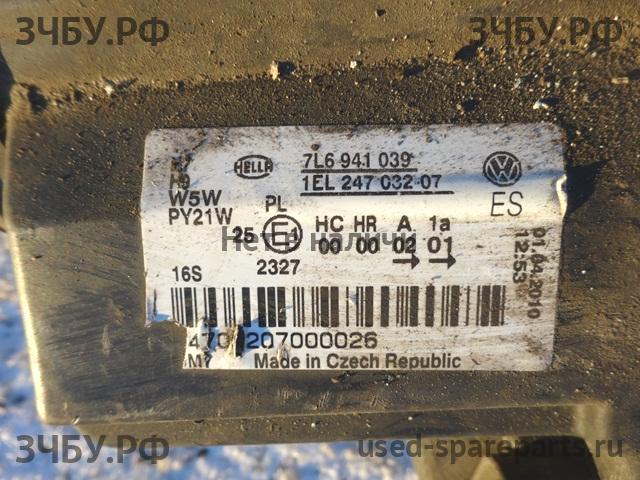 ЗЧБУ.РФ ЗЧБУ.РФ
HELLA 7L6 941 039
1EL 247 032-07
W5W
PY21W PL ES
25 E1 HC HR A 1a
00 00 02 01
Нет в наличии
16S 2327
01.04.2010
12:53
207000026
Made in Czech Republic
ЗЧБУ.РФ used-spareparts.ru